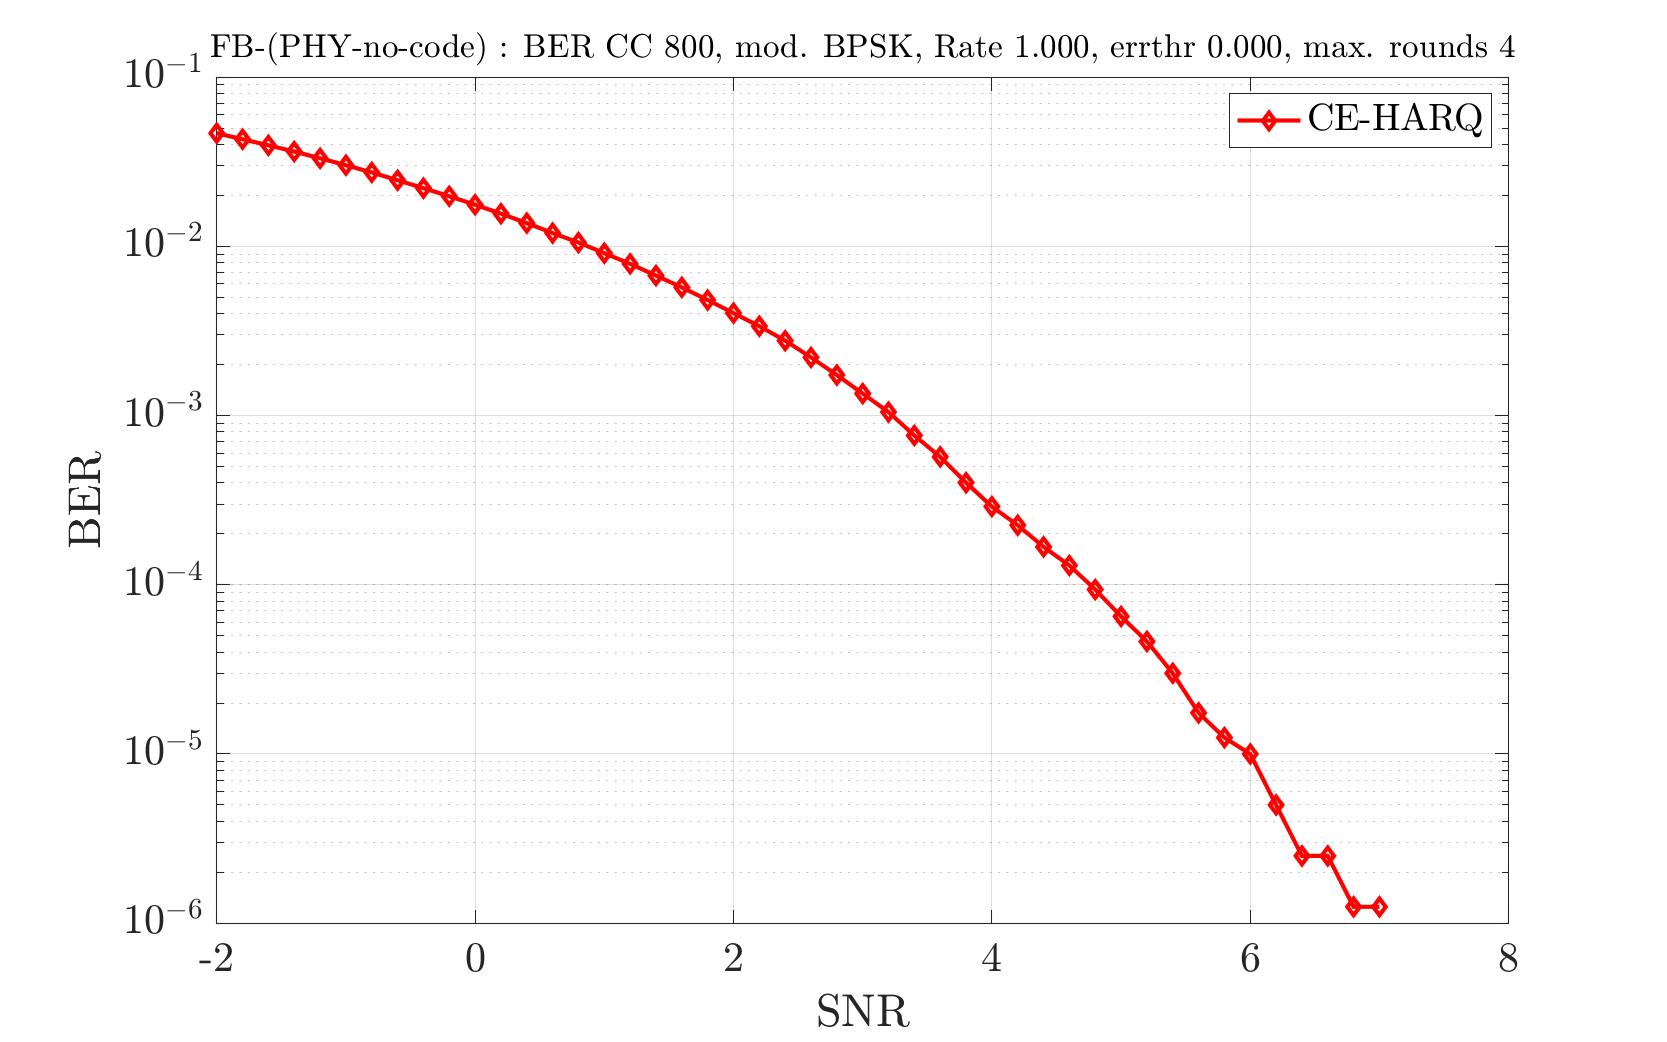 FB-(PHY-no-code) : BER CC 800, mod. BPSK, Rate 1.000, errthr 0.000, max. rounds 4
CE-HARQ
10⁻¹
10⁻²
10⁻³
10⁻⁴
10⁻⁵
10⁻⁶
BER
-2 0 2 4 6 8
SNR